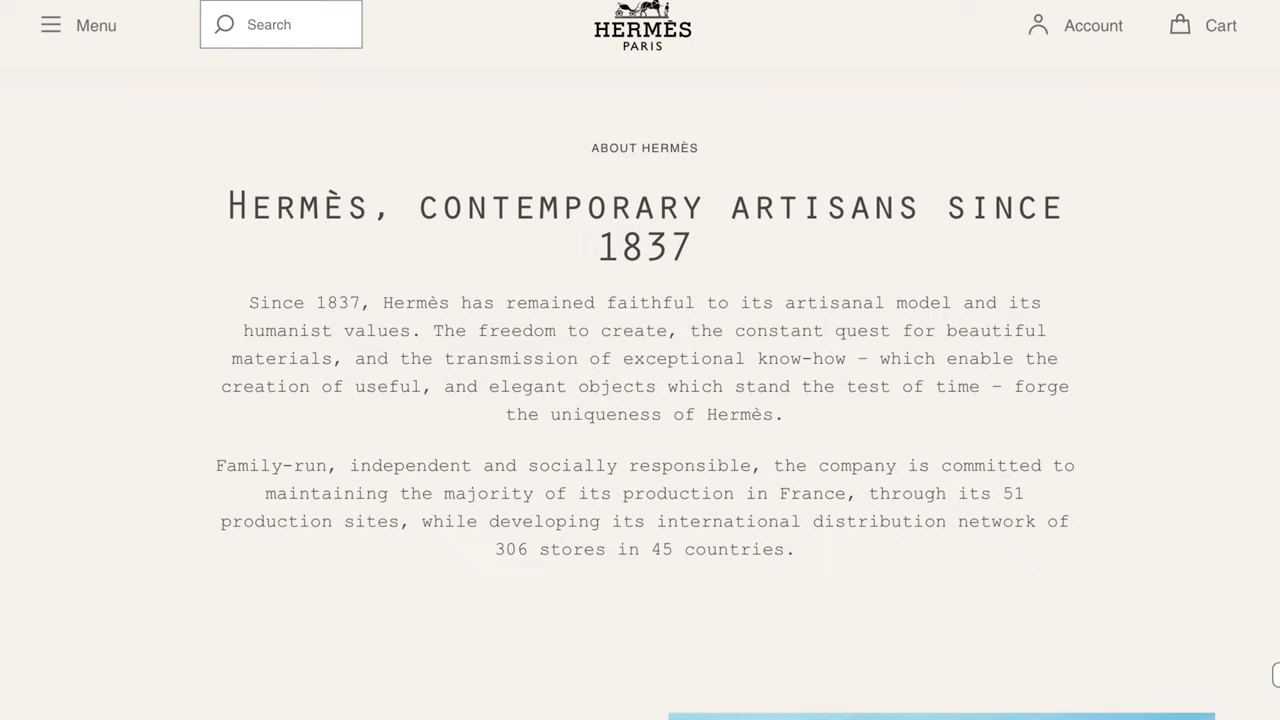 Menu
Search
HERMÈS
PARIS
Account
Cart
ABOUT HERMÈS
HERMÈS, CONTEMPORARY ARTISANS SINCE
1837
Since 1837, Hermès has remained faithful to its artisanal model and its
humanist values. The freedom to create, the constant quest for beautiful
materials, and the transmission of exceptional know-how – which enable the
creation of useful, and elegant objects which stand the test of time – forge
the uniqueness of Hermès.
Family-run, independent and socially responsible, the company is committed to
maintaining the majority of its production in France, through its 51
production sites, while developing its international distribution network of
306 stores in 45 countries.